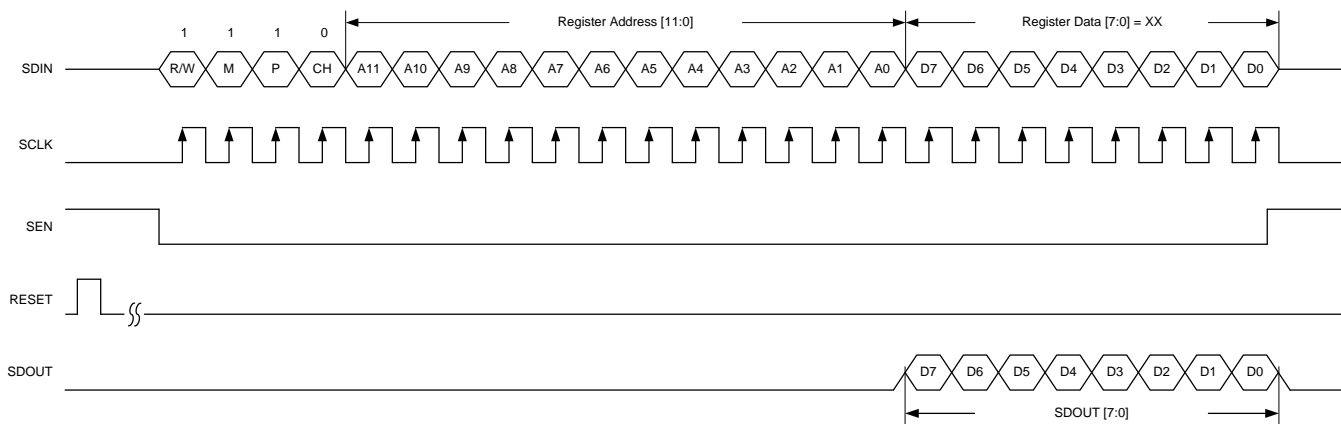 Register Address [11:0] Register Data [7:0] = XX
1 1 1 0
SDIN R/W M P CH A11 A10 A9 A8 A7 A6 A5 A4 A3 A2 A1 A0 D7 D6 D5 D4 D3 D2 D1 D0
SCLK
SEN
RESET
SDOUT D7 D6 D5 D4 D3 D2 D1 D0
SDOUT [7:0]